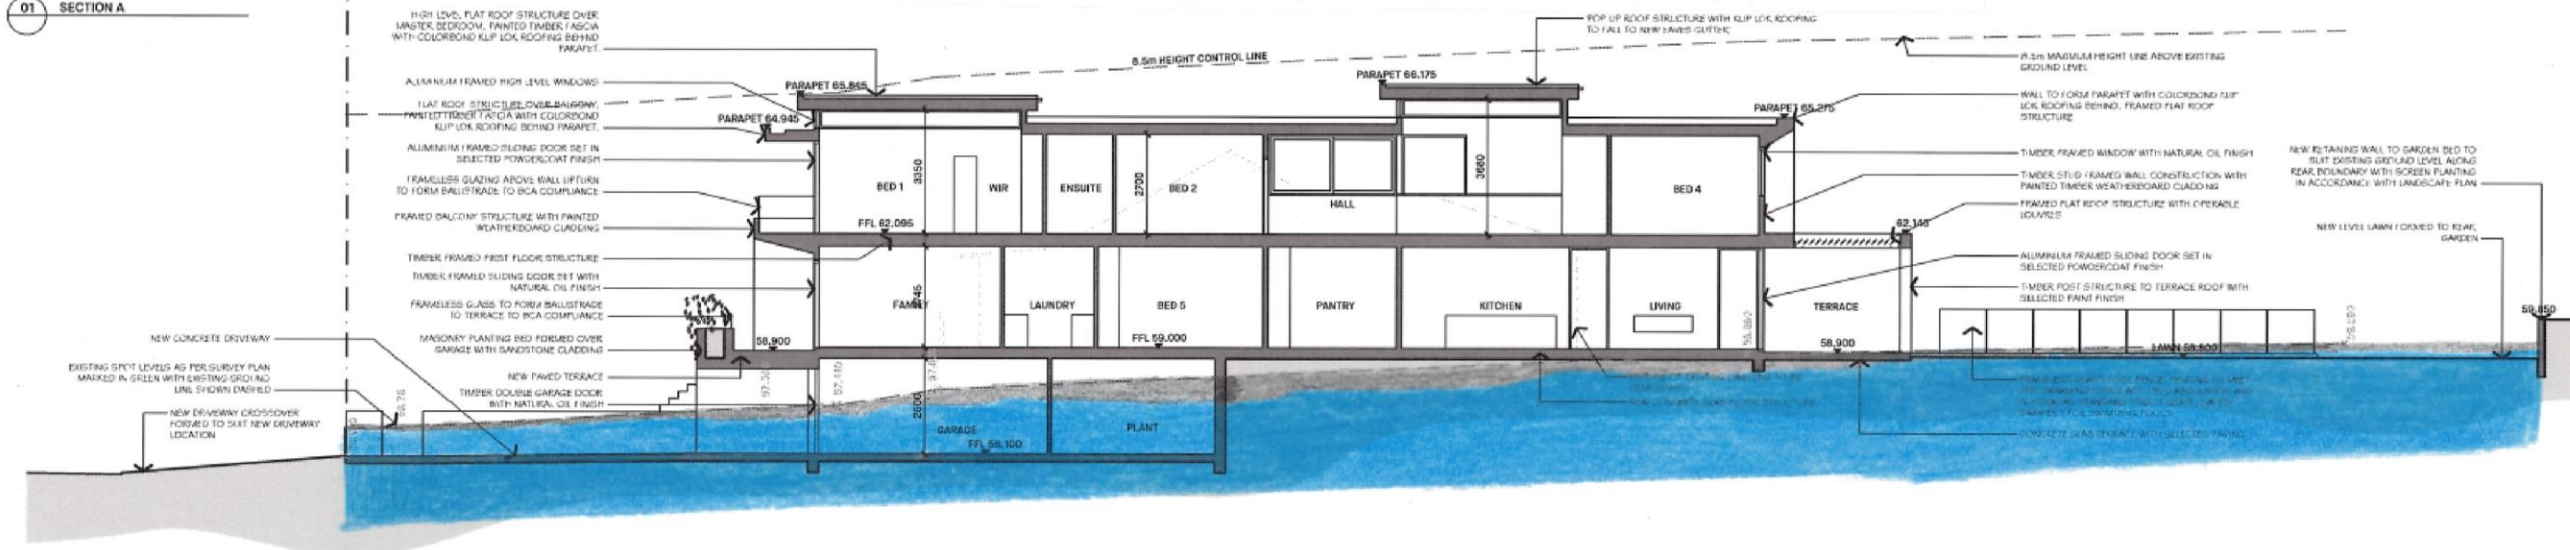 01 SECTION A
HIGH LEVEL FLAT ROOF STRUCTURE OVER
MASTER BEDROOM. PAINTED TIMBER FASCIA
WITH COLORBOND KLIP LOK ROOFING BEHIND
PARAPET.
ALUMINIUM FRAMED HIGH LEVEL WINDOWS
FLAT ROOF STRUCTURE OVER BALCONY.
PAINTED TIMBER FASCIA WITH COLORBOND
KLIP LOK ROOFING BEHIND PARAPET.
ALUMINIUM FRAMED SLIDING DOOR SET IN
SELECTED POWDERCOAT FINISH
FRAMELESS GLAZING ABOVE WALL UPTURN
TO FORM BALUSTRADE TO BCA COMPLIANCE
FRAMED BALCONY STRUCTURE WITH PAINTED
WEATHERBOARD CLADDING
TIMBER FRAMED FIRST FLOOR STRUCTURE
TIMBER FRAMED SLIDING DOOR SET WITH
NATURAL OIL FINISH
FRAMELESS GLASS TO FORM BALUSTRADE
TO TERRACE TO BCA COMPLIANCE
MASONRY PLANTING BED FORMED OVER
GARAGE WITH SANDSTONE CLADDING
NEW PAVED TERRACE
TIMBER DOUBLE GARAGE DOOR
WITH NATURAL OIL FINISH
NEW CONCRETE DRIVEWAY
EXISTING SPOT LEVELS AS PER SURVEY PLAN
MARKED IN GREEN WITH EXISTING GROUND
LINE SHOWN DASHED
NEW DRIVEWAY CROSSOVER
FORMED TO SUIT NEW DRIVEWAY
LOCATION
8.5m HEIGHT CONTROL LINE
PARAPET 65.845
PARAPET 64.945
PARAPET 66.175
PARAPET 65.275
BED 1
3350
WIR
ENSUITE
2700
BED 2
HALL
3680
BED 4
FFL 62.095
62.145
FAMILY
LAUNDRY
BED 5
PANTRY
KITCHEN
LIVING
TERRACE
58.900
FFL 59.000
58.900
LAWN 58.800
59.850
2600
GARAGE
FFL 56.100
PLANT
POP UP ROOF STRUCTURE WITH KLIP LOK ROOFING
TO FALL TO NEW EAVES GUTTER
8.5m MAXIMUM HEIGHT LINE ABOVE EXISTING
GROUND LEVEL
WALL TO FORM PARAPET WITH COLORBOND KLIP
LOK ROOFING BEHIND. FRAMED FLAT ROOF
STRUCTURE
TIMBER FRAMED WINDOW WITH NATURAL OIL FINISH
TIMBER STUD FRAMED WALL CONSTRUCTION WITH
PAINTED TIMBER WEATHERBOARD CLADDING
FRAMED FLAT ROOF STRUCTURE WITH OPERABLE
LOUVRES
ALUMINIUM FRAMED SLIDING DOOR SET IN
SELECTED POWDERCOAT FINISH
TIMBER POST STRUCTURE TO TERRACE ROOF WITH
SELECTED PAINT FINISH
NEW CONCRETE SLAB FLOOR STRUCTURE
CONCRETE SLAB TERRACE WITH SELECTED PAVING
NEW RETAINING WALL TO GARDEN BED TO
SUIT EXISTING GROUND LEVEL ALONG
REAR BOUNDARY WITH SCREEN PLANTING
IN ACCORDANCE WITH LANDSCAPE PLAN
NEW LEVEL LAWN FORMED TO REAR
GARDEN